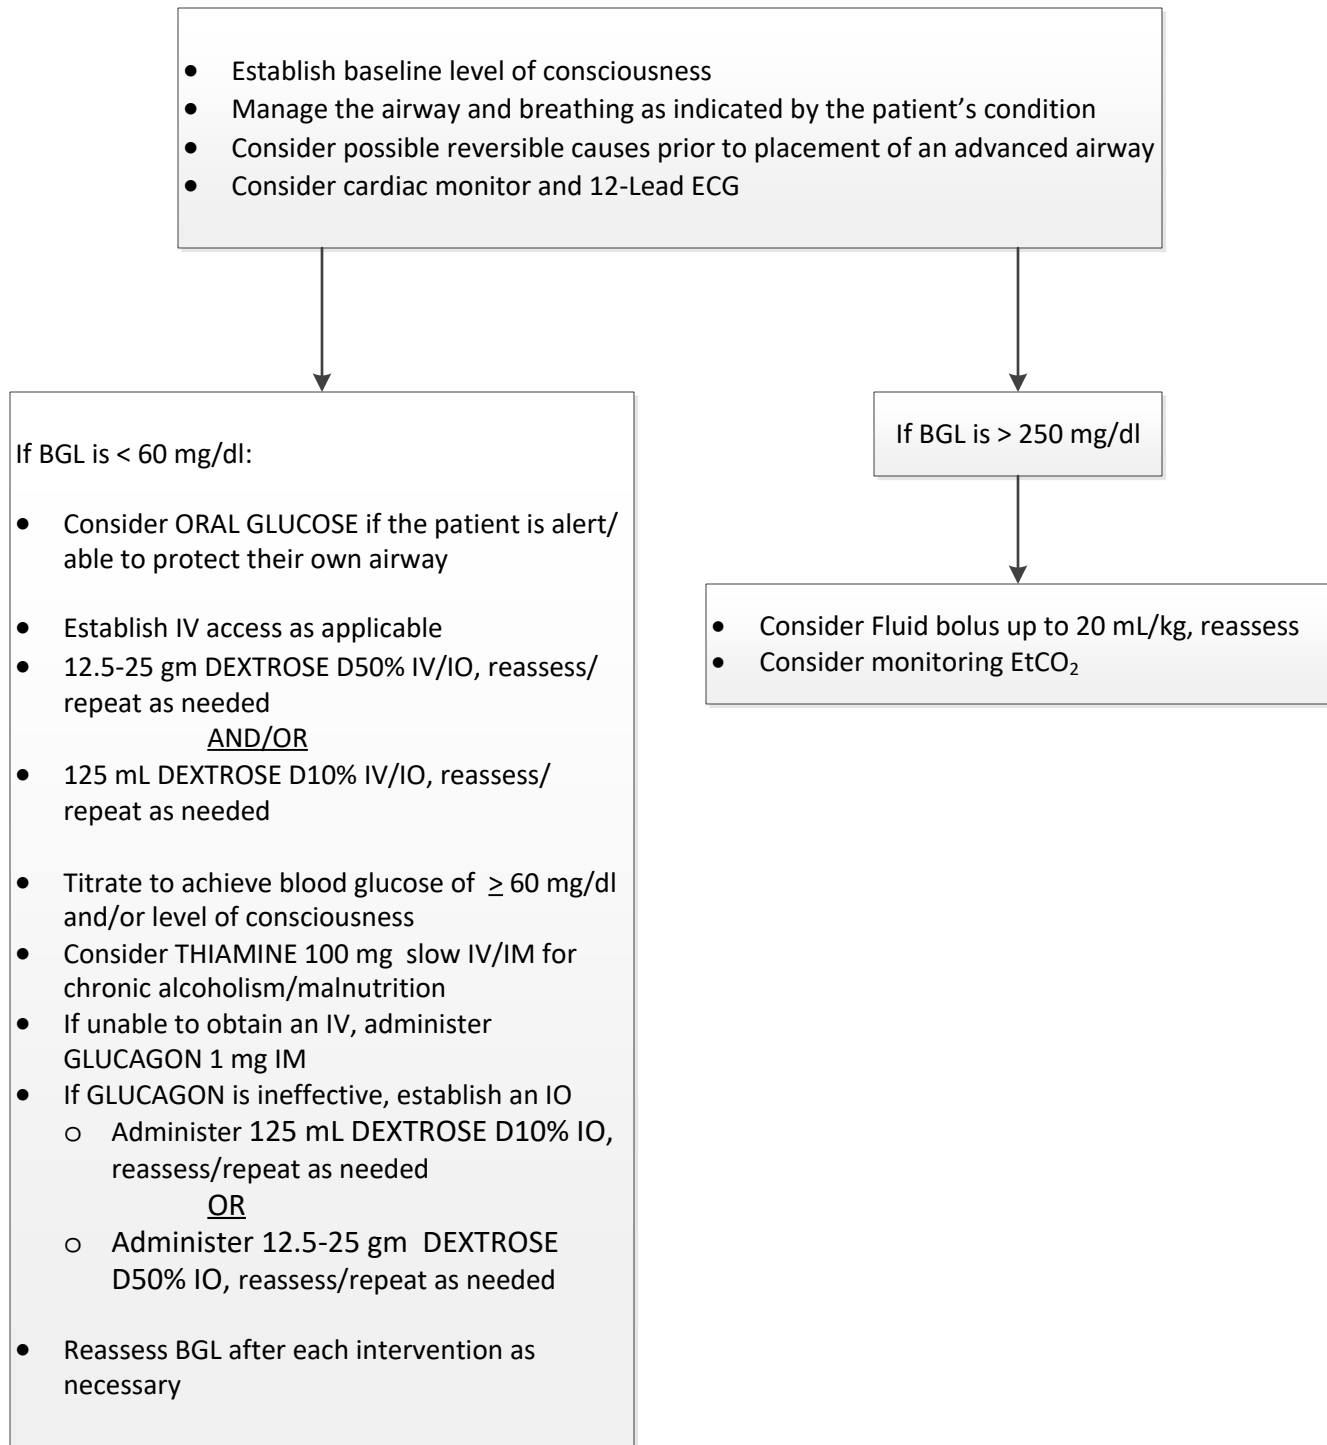 • Establish baseline level of consciousness
• Manage the airway and breathing as indicated by the patient’s condition
• Consider possible reversible causes prior to placement of an advanced airway
• Consider cardiac monitor and 12-Lead ECG
If BGL is < 60 mg/dl:
• Consider ORAL GLUCOSE if the patient is alert/
able to protect their own airway
• Establish IV access as applicable
• 12.5-25 gm DEXTROSE D50% IV/IO, reassess/
repeat as needed
AND/OR
• 125 mL DEXTROSE D10% IV/IO, reassess/
repeat as needed
• Titrate to achieve blood glucose of ≥ 60 mg/dl
and/or level of consciousness
• Consider THIAMINE 100 mg slow IV/IM for
chronic alcoholism/malnutrition
• If unable to obtain an IV, administer
GLUCAGON 1 mg IM
• If GLUCAGON is ineffective, establish an IO
o Administer 125 mL DEXTROSE D10% IO,
reassess/repeat as needed
OR
o Administer 12.5-25 gm DEXTROSE
D50% IO, reassess/repeat as needed
• Reassess BGL after each intervention as
necessary
If BGL is > 250 mg/dl
• Consider Fluid bolus up to 20 mL/kg, reassess
• Consider monitoring EtCO₂